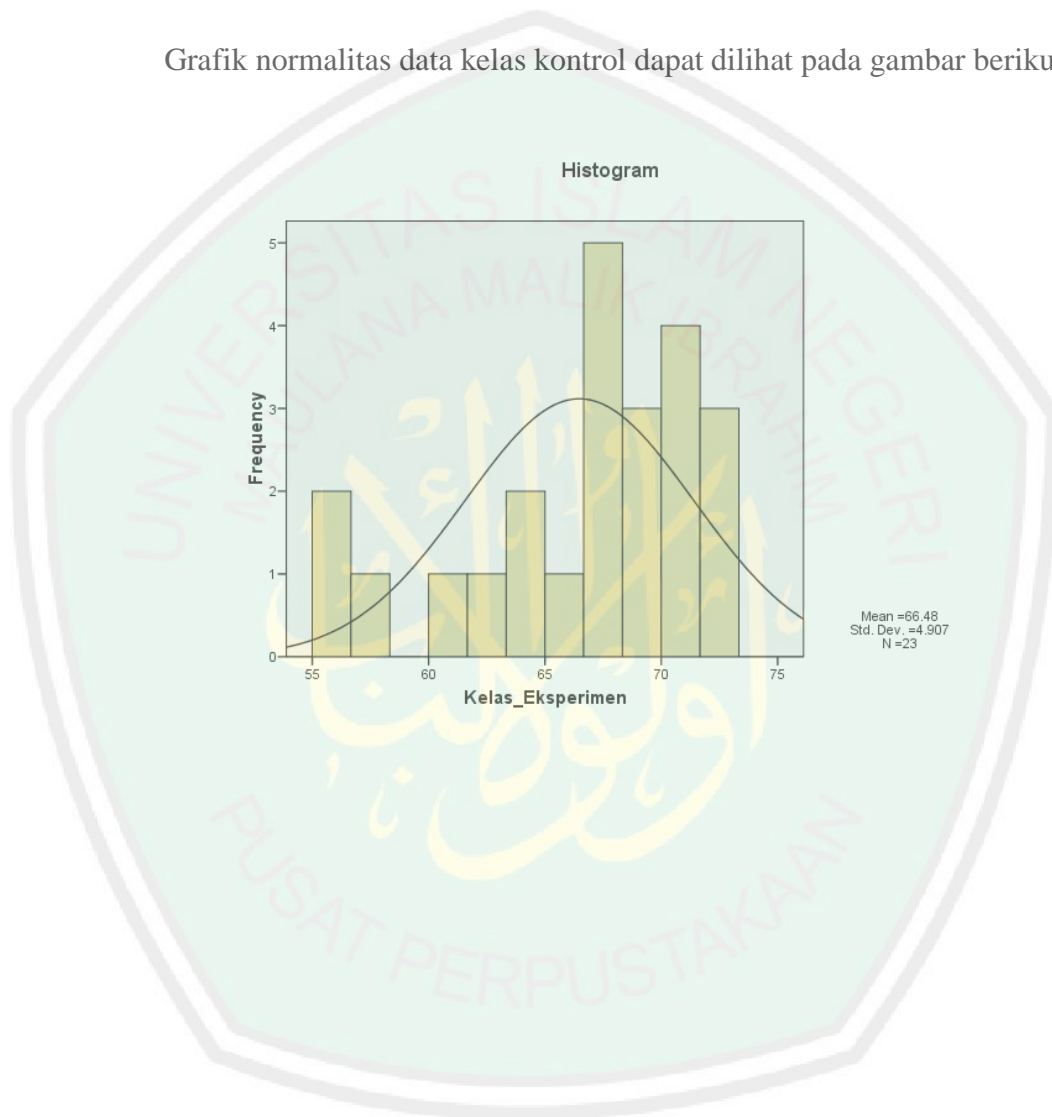 Grafik normalitas data kelas kontrol dapat dilihat pada gambar beriku
Histogram
UNIVERSITAS ISLAM NEGERI
MAULANA MALIK IBRAHIM
5
4
3
2
1
0
Frequency
55 60 65 70 75
Kelas_Eksperimen
Mean =66.48
Std. Dev. =4.907
N =23
PUSAT PERPUSTAKAAN